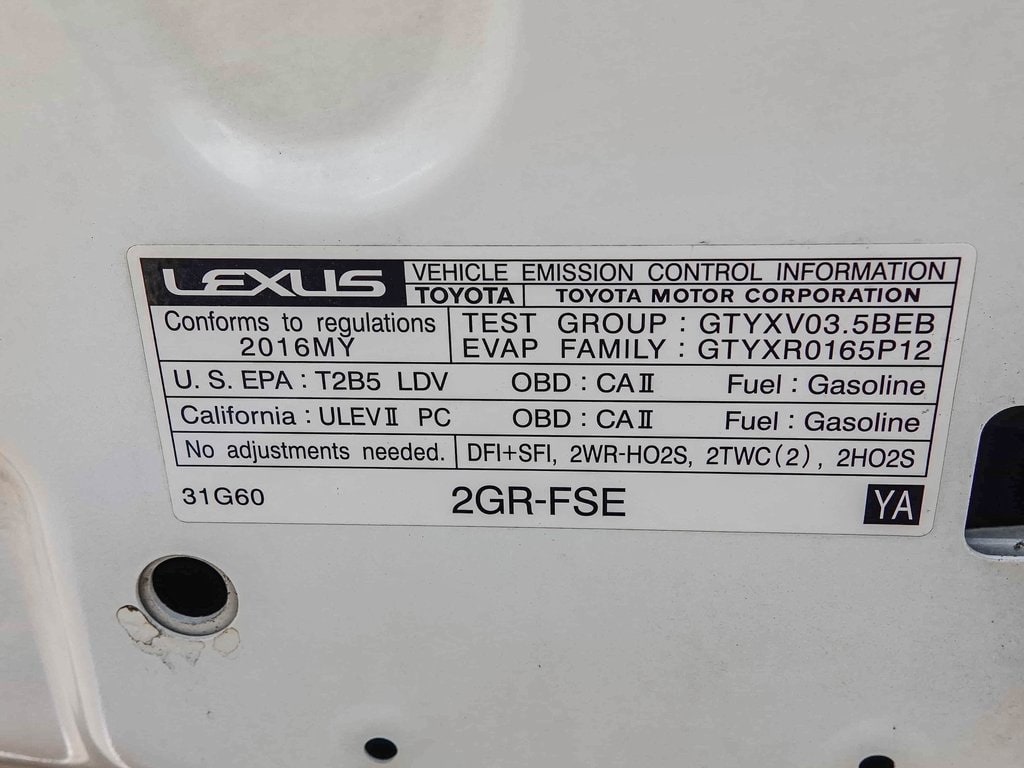 LEXUS VEHICLE EMISSION CONTROL INFORMATION
TOYOTA TOYOTA MOTOR CORPORATION
Conforms to regulations
2016MY
TEST GROUP : GTYXV03.5BEB
EVAP FAMILY : GTYXR0165P12
U. S. EPA : T2B5 LDV OBD : CAⅡ Fuel : Gasoline
California : ULEVⅡ PC OBD : CAⅡ Fuel : Gasoline
No adjustments needed. DFI+SFI, 2WR-HO2S, 2TWC(2), 2HO2S
31G60 2GR-FSE YA